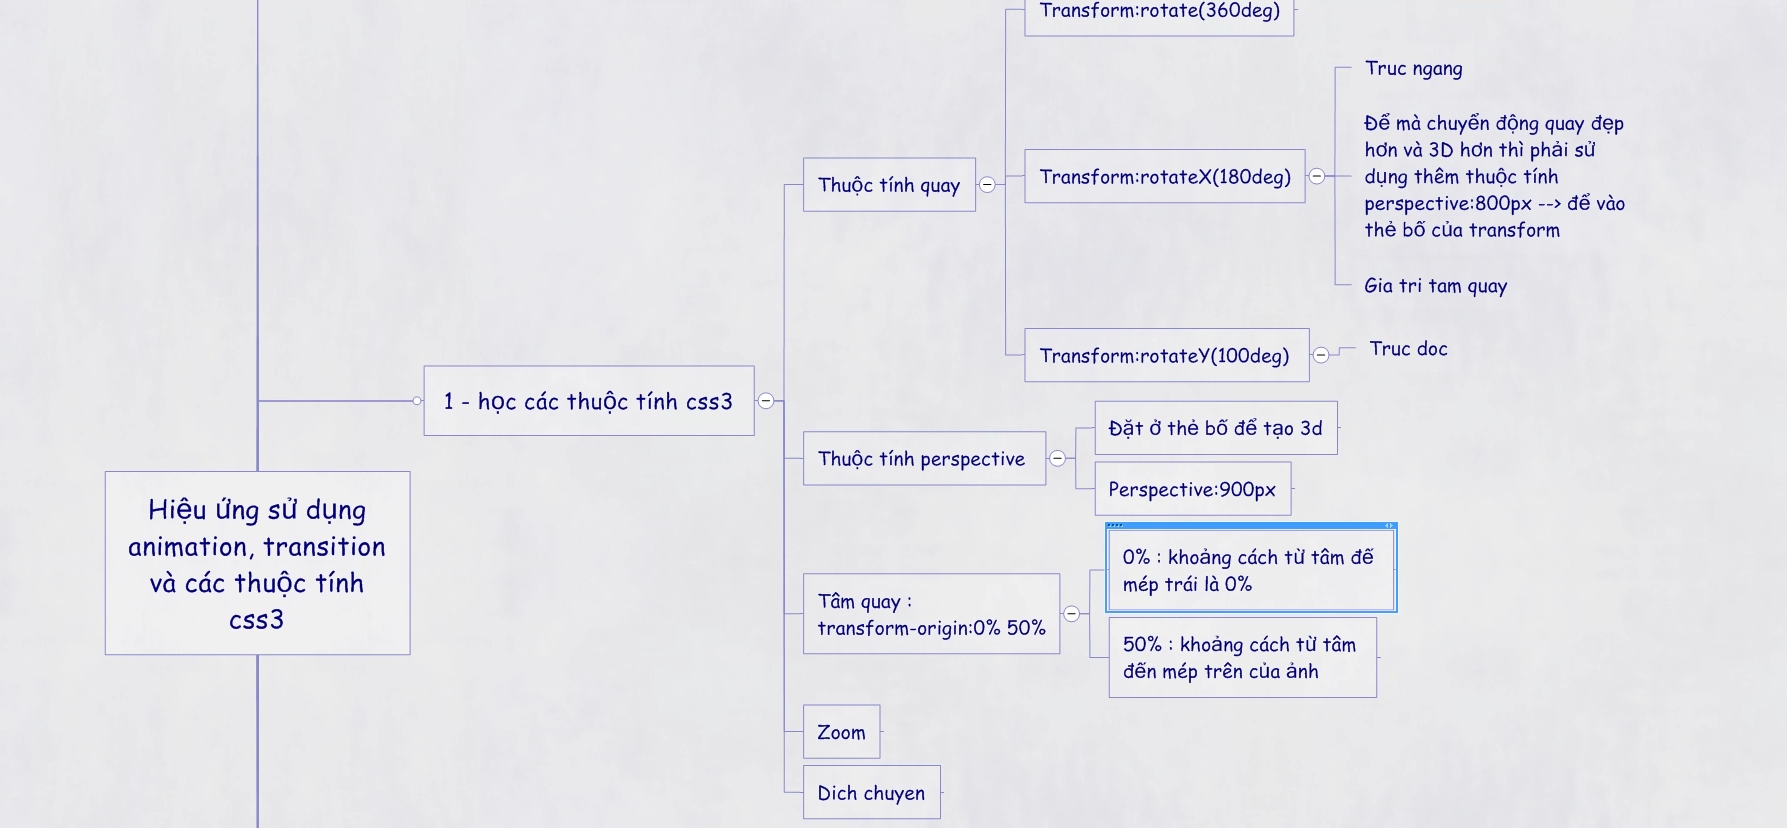 Transform:rotate(360deg)
Truc ngang
Để mà chuyển động quay đẹp
hơn và 3D hơn thì phải sử
dụng thêm thuộc tính
perspective:800px --> để vào
thẻ bố của transform
Thuộc tính quay
Transform:rotateX(180deg)
Gia tri tam quay
Transform:rotateY(100deg)
Truc doc
1 - học các thuộc tính css3
Đặt ở thẻ bố để tạo 3d
Thuộc tính perspective
Perspective:900px
Hiệu ứng sử dụng
animation, transition
và các thuộc tính
css3
0% : khoảng cách từ tâm đế
mép trái là 0%
Tâm quay :
transform-origin:0% 50%
50% : khoảng cách từ tâm
đến mép trên của ảnh
Zoom
Dich chuyen